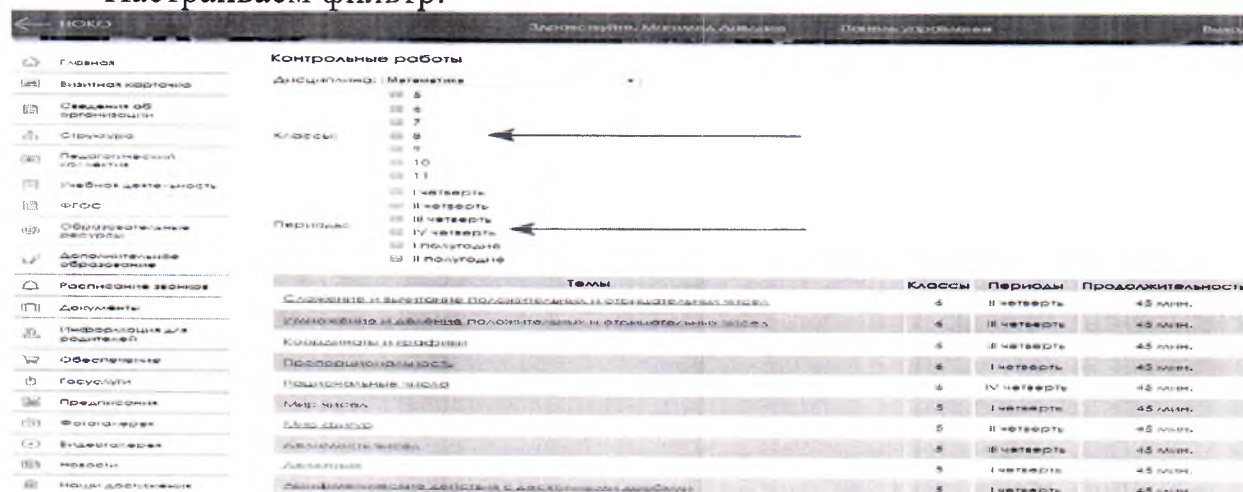 Настраиваем фильтр:
НОКО
Здравствуйте,
Панель управления
Выход
Главная
Визитная карточка
Сведения об
организации
Структура
Педагогический
коллектив
Учебная деятельность
ФГОС
Образовательные
ресурсы
Дополнительное
образование
Расписание звонков
Документы
Информация для
родителей
Обеспечение
Госуслуги
Предписания
Фотогалерея
Видеогалерея
Новости
Наши достижения
Контрольные работы
Дисциплина: Математика
Классы:
5
6
7
8
9
10
11
Периоды:
I четверть
II четверть
III четверть
IV четверть
I полугодие
II полугодие
Темы Классы Периоды Продолжительность
Сложение и вычитание положительных и отрицательных чисел 6 II четверть 45 мин.
Умножение и деление положительных и отрицательных чисел 6 III четверть 45 мин.
Координаты и графики 6 III четверть 45 мин.
Пропорциональность 6 I четверть 45 мин.
Рациональные числа 6 IV четверть 45 мин.
Мир чисел 5 I четверть 45 мин.
Мир фигур 5 II четверть 45 мин.
Делимость чисел 5 II четверть 45 мин.
5 I четверть 45 мин.
Арифметические действия с десятичными дробями 5 I четверть 45 мин.